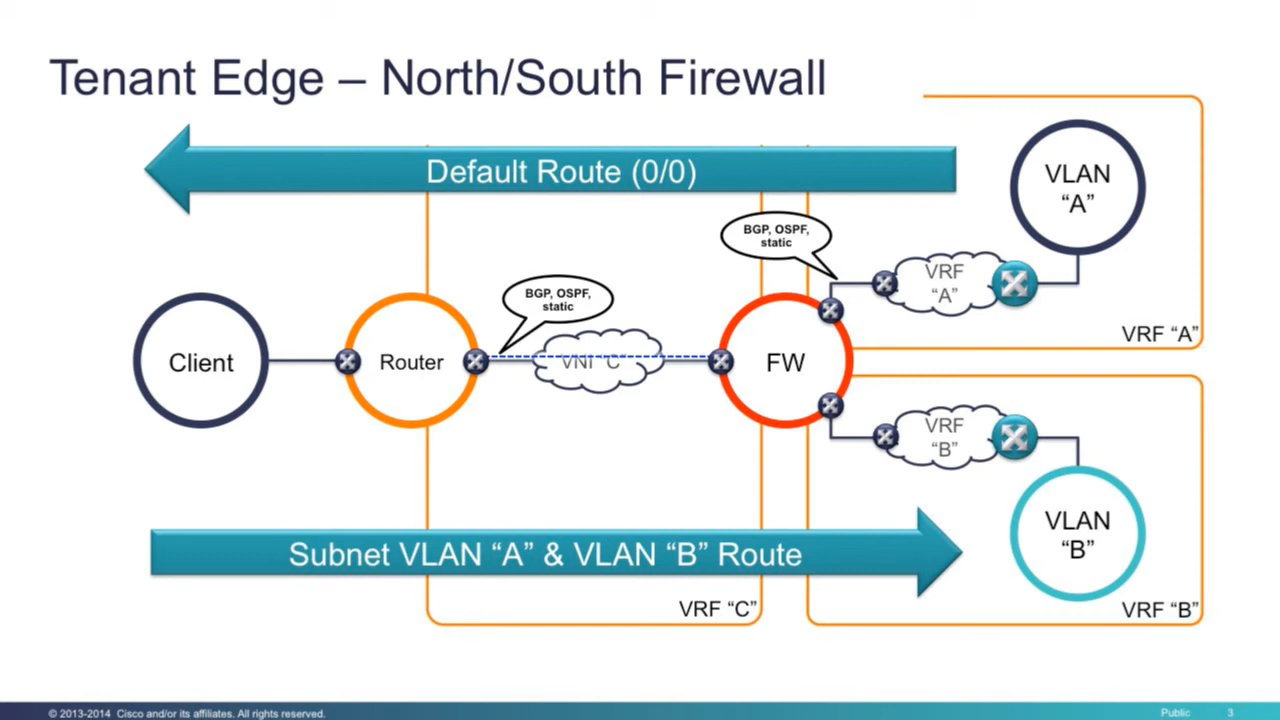 Tenant Edge – North/South Firewall
Default Route (0/0)
VLAN
“A”
BGP, OSPF,
static
VRF
“A”
BGP, OSPF,
static
VRF “A”
Client
Router
VNI “C”
FW
VRF
“B”
VLAN
“B”
Subnet VLAN “A” & VLAN “B” Route
VRF “C”
VRF “B”
© 2013-2014 Cisco and/or its affiliates. All rights reserved.
Public
3